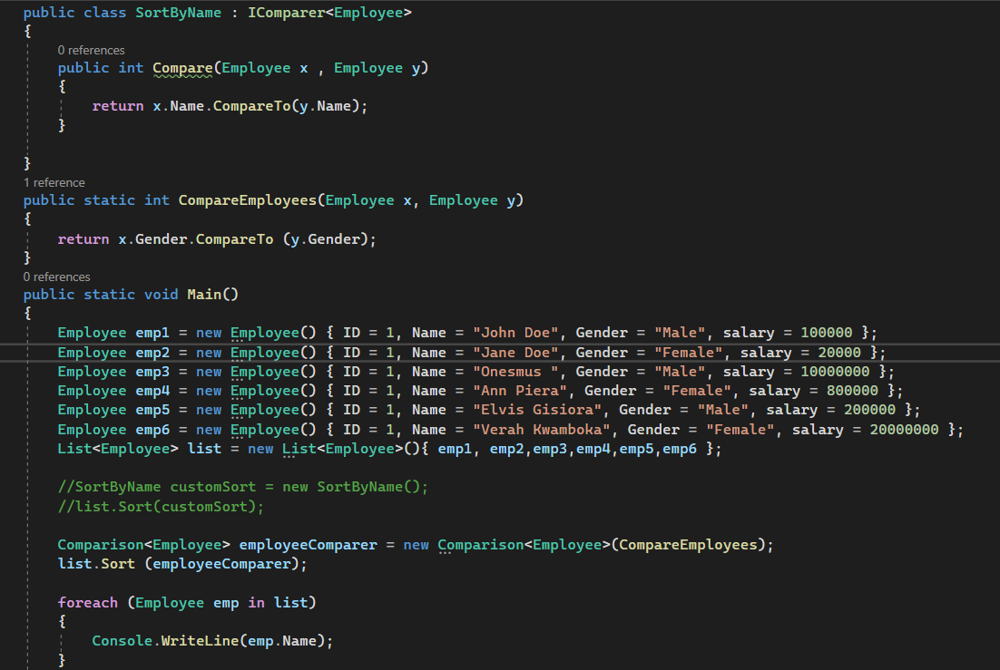 public class SortByName : IComparer<Employee>
{
0 references
public int Compare(Employee x , Employee y)
{
return x.Name.CompareTo(y.Name);
}
}
1 reference
public static int CompareEmployees(Employee x, Employee y)
{
return x.Gender.CompareTo (y.Gender);
}
0 references
public static void Main()
{
Employee emp1 = new Employee() { ID = 1, Name = "John Doe", Gender = "Male", salary = 100000 };
Employee emp2 = new Employee() { ID = 1, Name = "Jane Doe", Gender = "Female", salary = 20000 };
Employee emp3 = new Employee() { ID = 1, Name = "Onesmus ", Gender = "Male", salary = 10000000 };
Employee emp4 = new Employee() { ID = 1, Name = "Ann Piera", Gender = "Female", salary = 800000 };
Employee emp5 = new Employee() { ID = 1, Name = "Elvis Gisiora", Gender = "Male", salary = 200000 };
Employee emp6 = new Employee() { ID = 1, Name = "Verah Kwamboka", Gender = "Female", salary = 20000000 };
List<Employee> list = new List<Employee>(){ emp1, emp2,emp3,emp4,emp5,emp6 };
//SortByName customSort = new SortByName();
//list.Sort(customSort);
Comparison<Employee> employeeComparer = new Comparison<Employee>(CompareEmployees);
list.Sort (employeeComparer);
foreach (Employee emp in list)
{
Console.WriteLine(emp.Name);
}